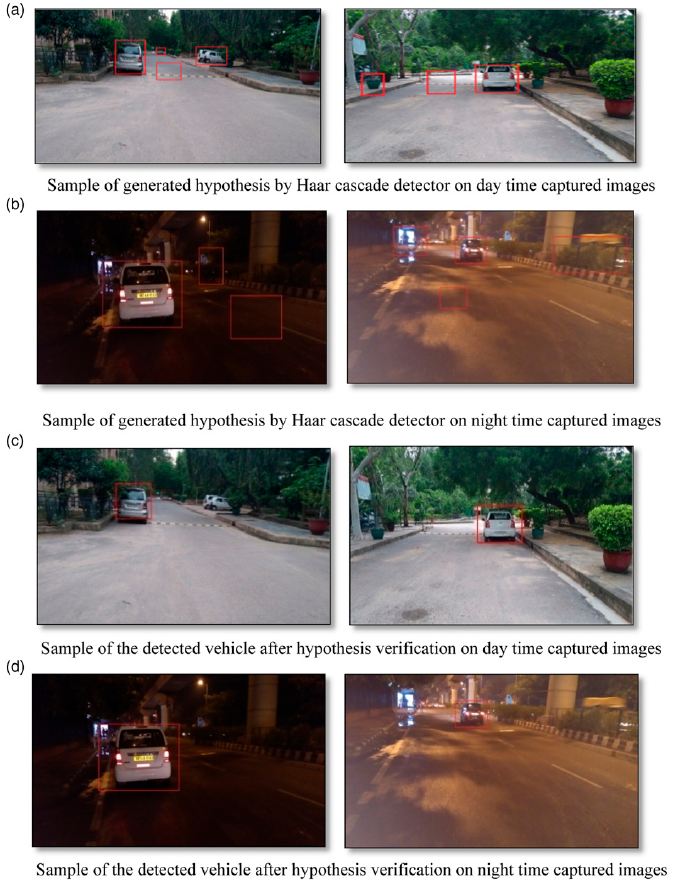 (a)
Sample of generated hypothesis by Haar cascade detector on day time captured images
(b)
Sample of generated hypothesis by Haar cascade detector on night time captured images
(c)
Sample of the detected vehicle after hypothesis verification on day time captured images
(d)
Sample of the detected vehicle after hypothesis verification on night time captured images